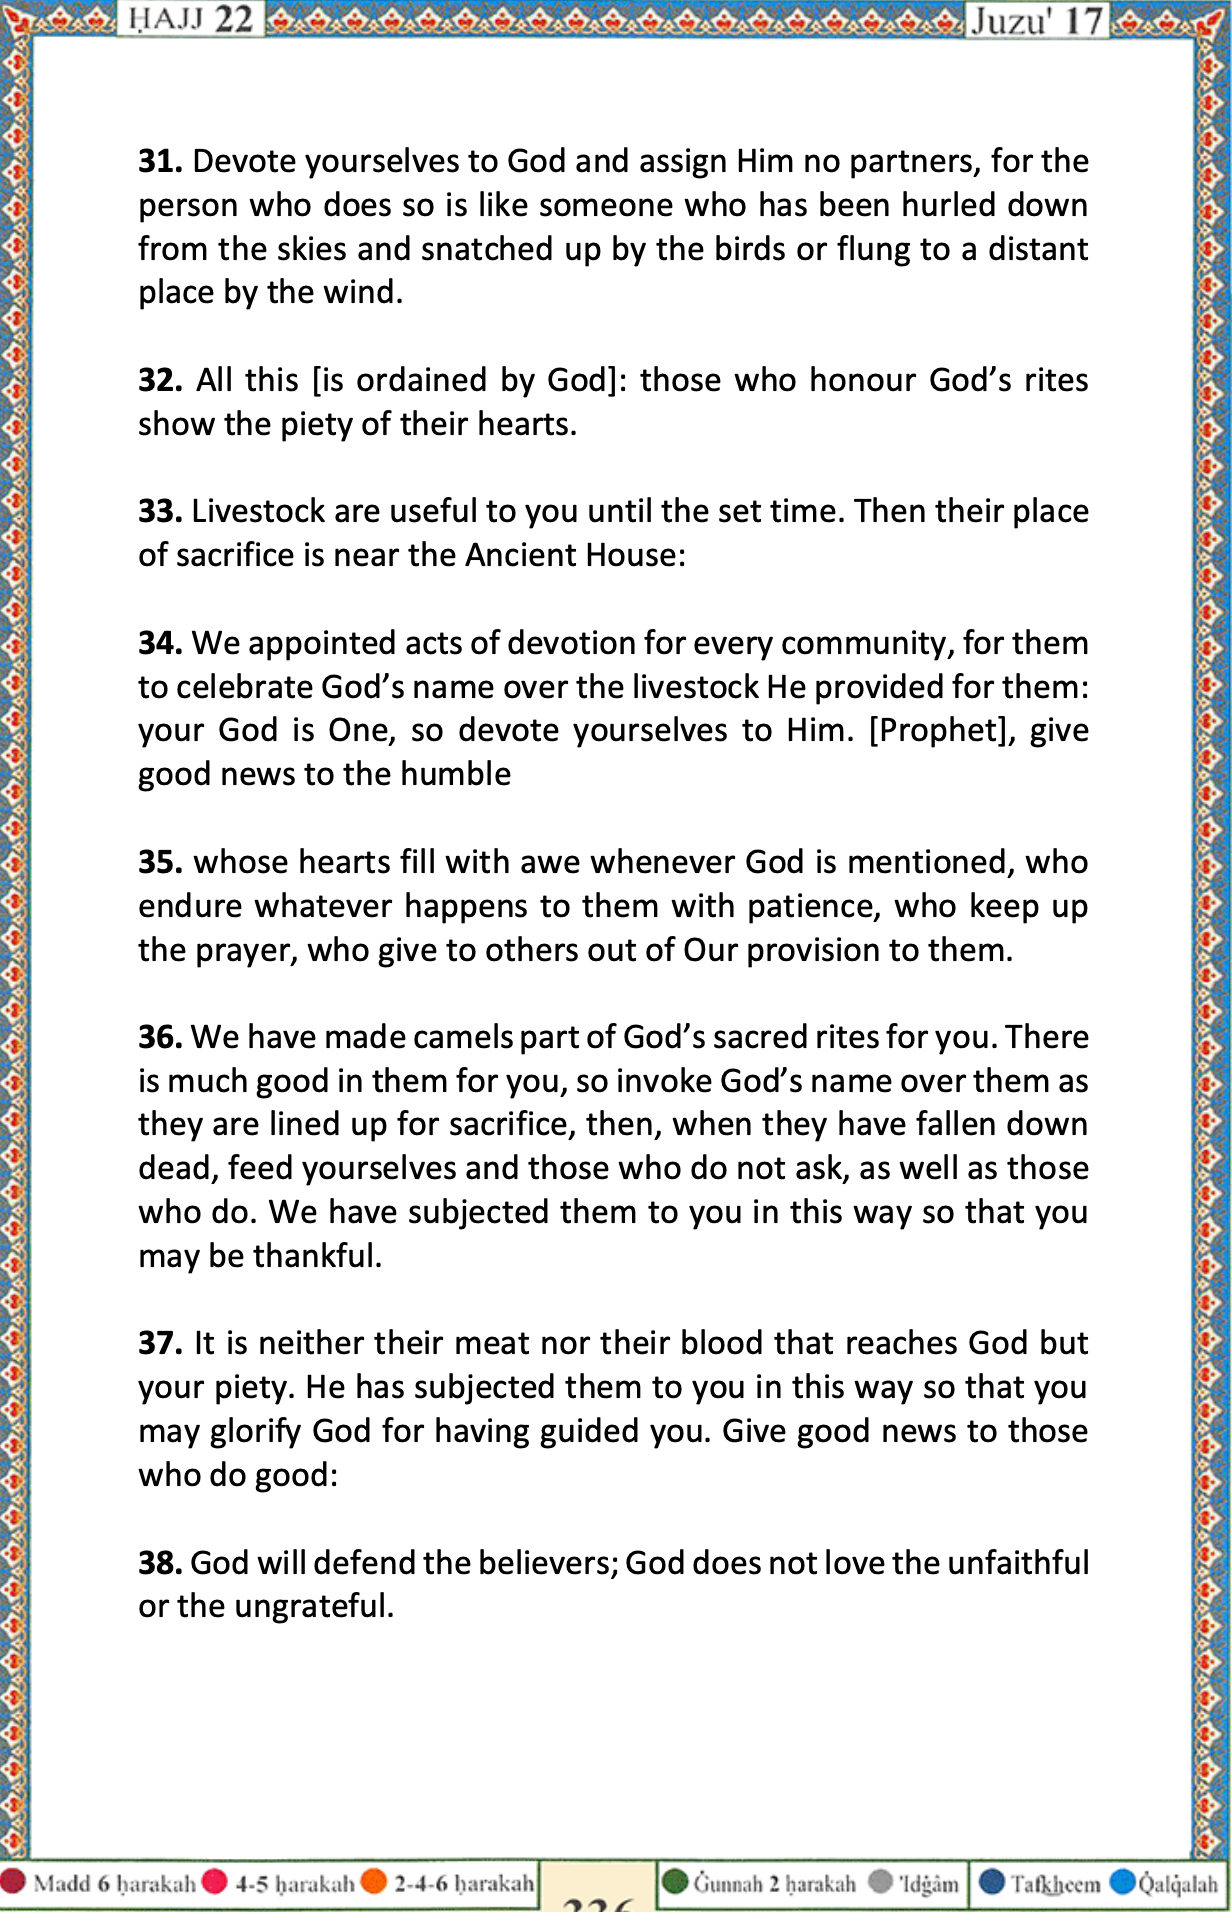 ḤAJJ 22
Juzu' 17
31. Devote yourselves to God and assign Him no partners, for the
person who does so is like someone who has been hurled down
from the skies and snatched up by the birds or flung to a distant
place by the wind.
32. All this [is ordained by God]: those who honour God’s rites
show the piety of their hearts.
33. Livestock are useful to you until the set time. Then their place
of sacrifice is near the Ancient House:
34. We appointed acts of devotion for every community, for them
to celebrate God’s name over the livestock He provided for them:
your God is One, so devote yourselves to Him. [Prophet], give
good news to the humble
35. whose hearts fill with awe whenever God is mentioned, who
endure whatever happens to them with patience, who keep up
the prayer, who give to others out of Our provision to them.
36. We have made camels part of God’s sacred rites for you. There
is much good in them for you, so invoke God’s name over them as
they are lined up for sacrifice, then, when they have fallen down
dead, feed yourselves and those who do not ask, as well as those
who do. We have subjected them to you in this way so that you
may be thankful.
37. It is neither their meat nor their blood that reaches God but
your piety. He has subjected them to you in this way so that you
may glorify God for having guided you. Give good news to those
who do good:
38. God will defend the believers; God does not love the unfaithful
or the ungrateful.
Madd 6 ḥarakah 4-5 ḥarakah 2-4-6 ḥarakah
Ġunnah 2 ḥarakah 'Idġâm Tafkheem Q̇alq̇alah